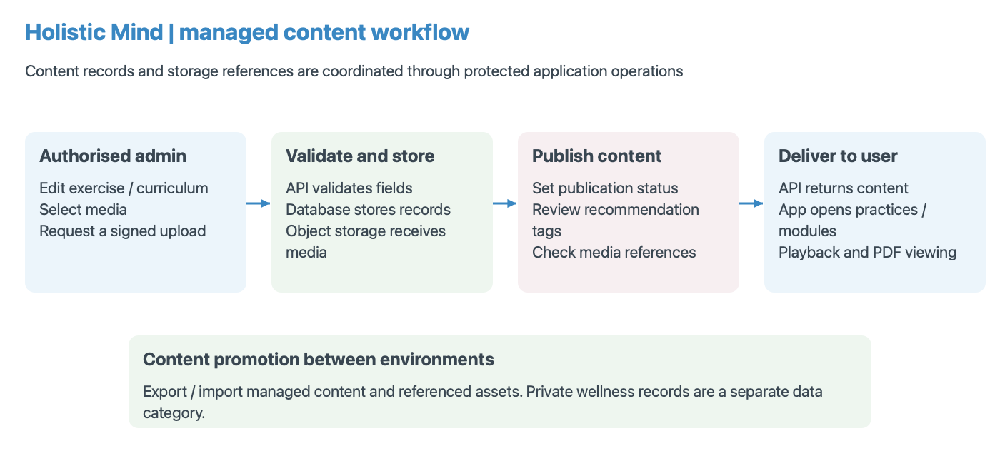 Holistic Mind | managed content workflow
Content records and storage references are coordinated through protected application operations
Authorised admin
Edit exercise / curriculum
Select media
Request a signed upload
Validate and store
API validates fields
Database stores records
Object storage receives
media
Publish content
Set publication status
Review recommendation
tags
Check media references
Deliver to user
API returns content
App opens practices /
modules
Playback and PDF viewing
Content promotion between environments
Export / import managed content and referenced assets. Private wellness records are a separate data
category.